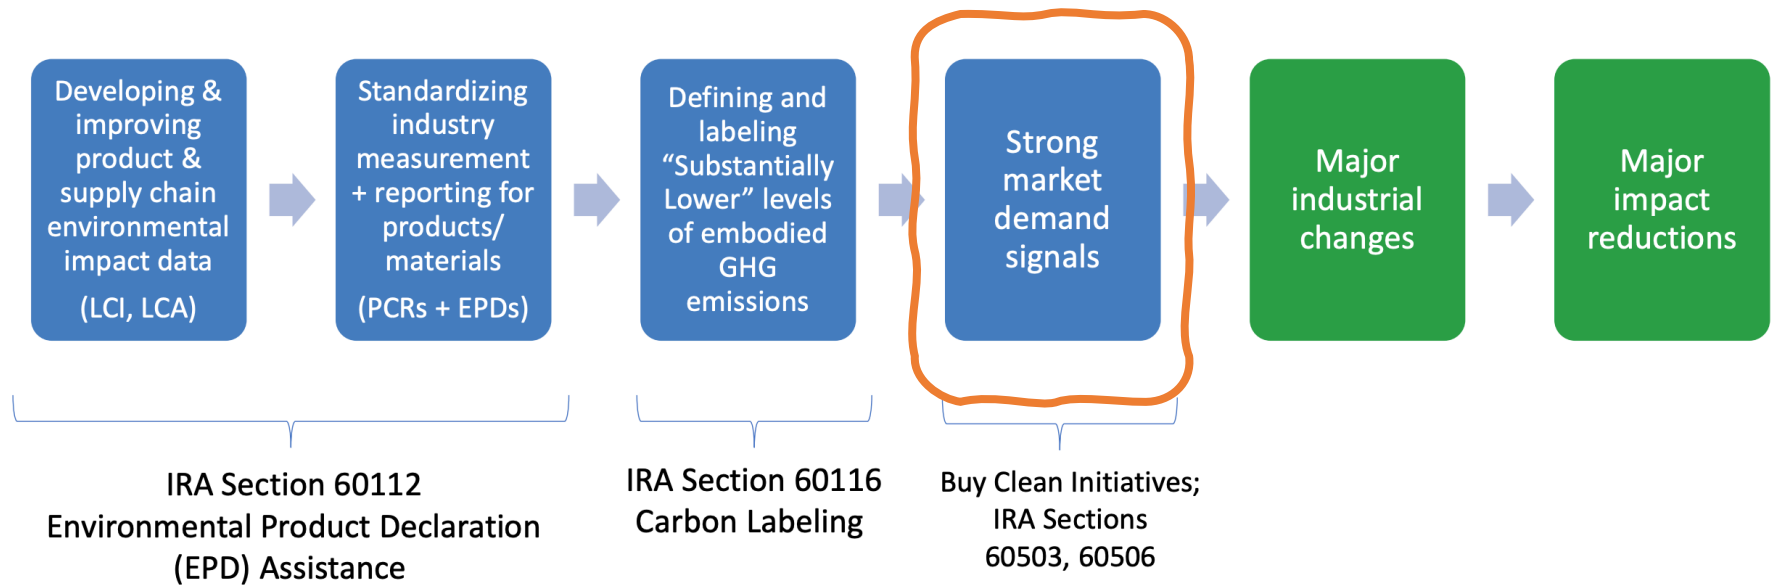 Developing &
improving
product &
supply chain
environmental
impact data
(LCI, LCA)
Standardizing
industry
measurement
+ reporting for
products/
materials
(PCRs + EPDs)
Defining and
labeling
“Substantially
Lower” levels
of embodied
GHG
emissions
Strong
market
demand
signals
Major
industrial
changes
Major
impact
reductions
IRA Section 60112
Environmental Product Declaration
(EPD) Assistance
IRA Section 60116
Carbon Labeling
Buy Clean Initiatives;
IRA Sections
60503, 60506